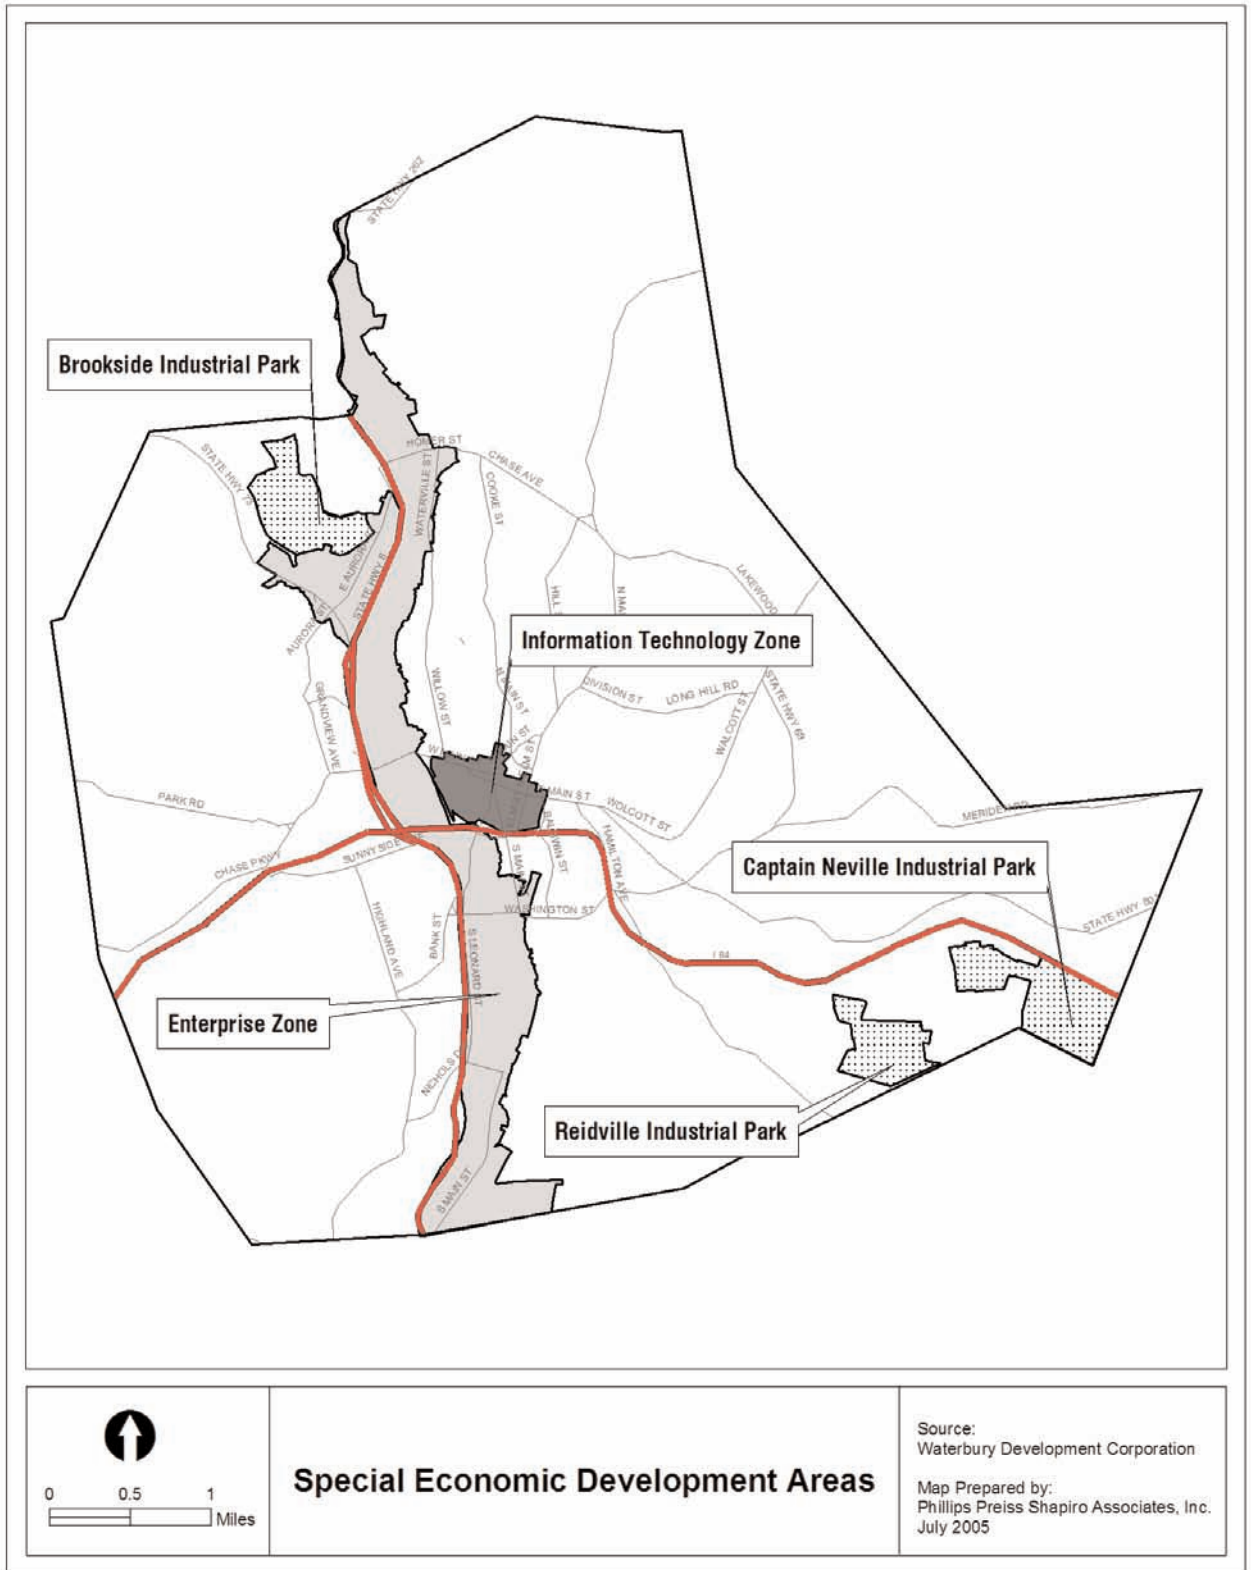 STATE HWY 262
Brookside Industrial Park
HOMER ST
STATE HWY 73
CHASE AVE
WATERVILLE ST
COOKE ST
E AURORA
STATE HWY 8
LAKEWOOD
HILL
AURORA ST
Information Technology Zone
GRANDVIEW AVE
WILLOW ST
N MAIN ST
DIVISION ST
LONG HILL RD
WALCOTT ST
STATE HWY 69
MAIN ST
WOLCOTT ST
PARK RD
MERIDEN RD
CHASE PKWY
SUNNYSIDE
BALDWIN ST
HAMILTON AVE
Captain Neville Industrial Park
S MAIN
WASHINGTON ST
HIGHLAND AVE
BANK ST
S LEONARD ST
STATE HWY 801
I 84
Enterprise Zone
NICHOLS D
Reidville Industrial Park
S MAIN ST
0 0.5 1
Miles
Special Economic Development Areas
Source:
Waterbury Development Corporation
Map Prepared by:
Phillips Preiss Shapiro Associates, Inc.
July 2005